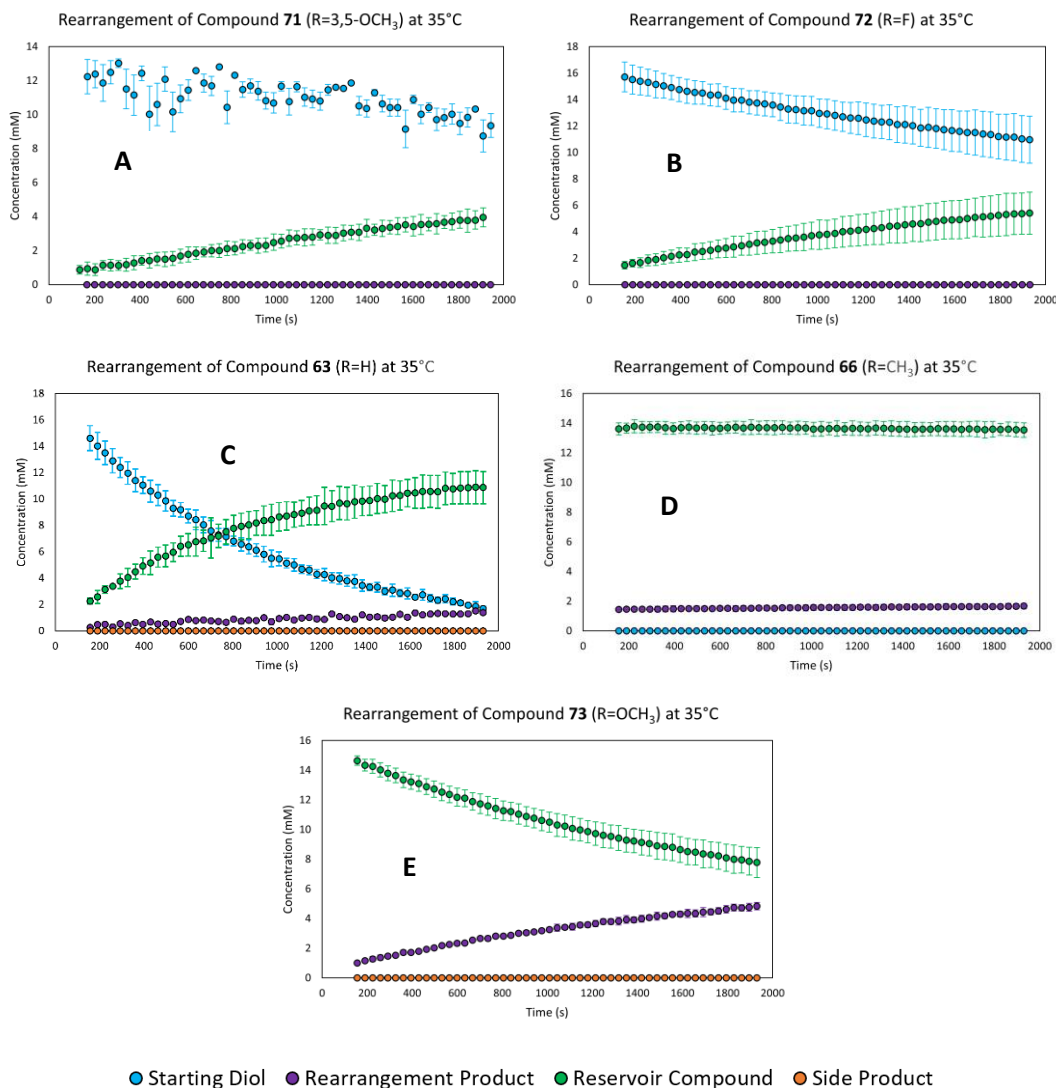 Rearrangement of Compound 71 (R=3,5-OCH₃) at 35°C
14
12
10
8
6
4
2
0
Concentration (mM)
A
0 200 400 600 800 1000 1200 1400 1600 1800 2000
Time (s)
Rearrangement of Compound 72 (R=F) at 35°C
18
16
14
12
10
8
6
4
2
0
Concentration (mM)
B
0 200 400 600 800 1000 1200 1400 1600 1800 2000
Time (s)
Rearrangement of Compound 63 (R=H) at 35°C
18
16
14
12
10
8
6
4
2
0
Concentration (mM)
C
0 200 400 600 800 1000 1200 1400 1600 1800 2000
Time (s)
Rearrangement of Compound 66 (R=CH₃) at 35°C
16
14
12
10
8
6
4
2
0
Concentration (mM)
D
0 200 400 600 800 1000 1200 1400 1600 1800 2000
Time (s)
Rearrangement of Compound 73 (R=OCH₃) at 35°C
16
14
12
10
8
6
4
2
0
Concentration (mM)
E
0 200 400 600 800 1000 1200 1400 1600 1800 2000
Time (s)
Starting Diol Rearrangement Product Reservoir Compound Side Product